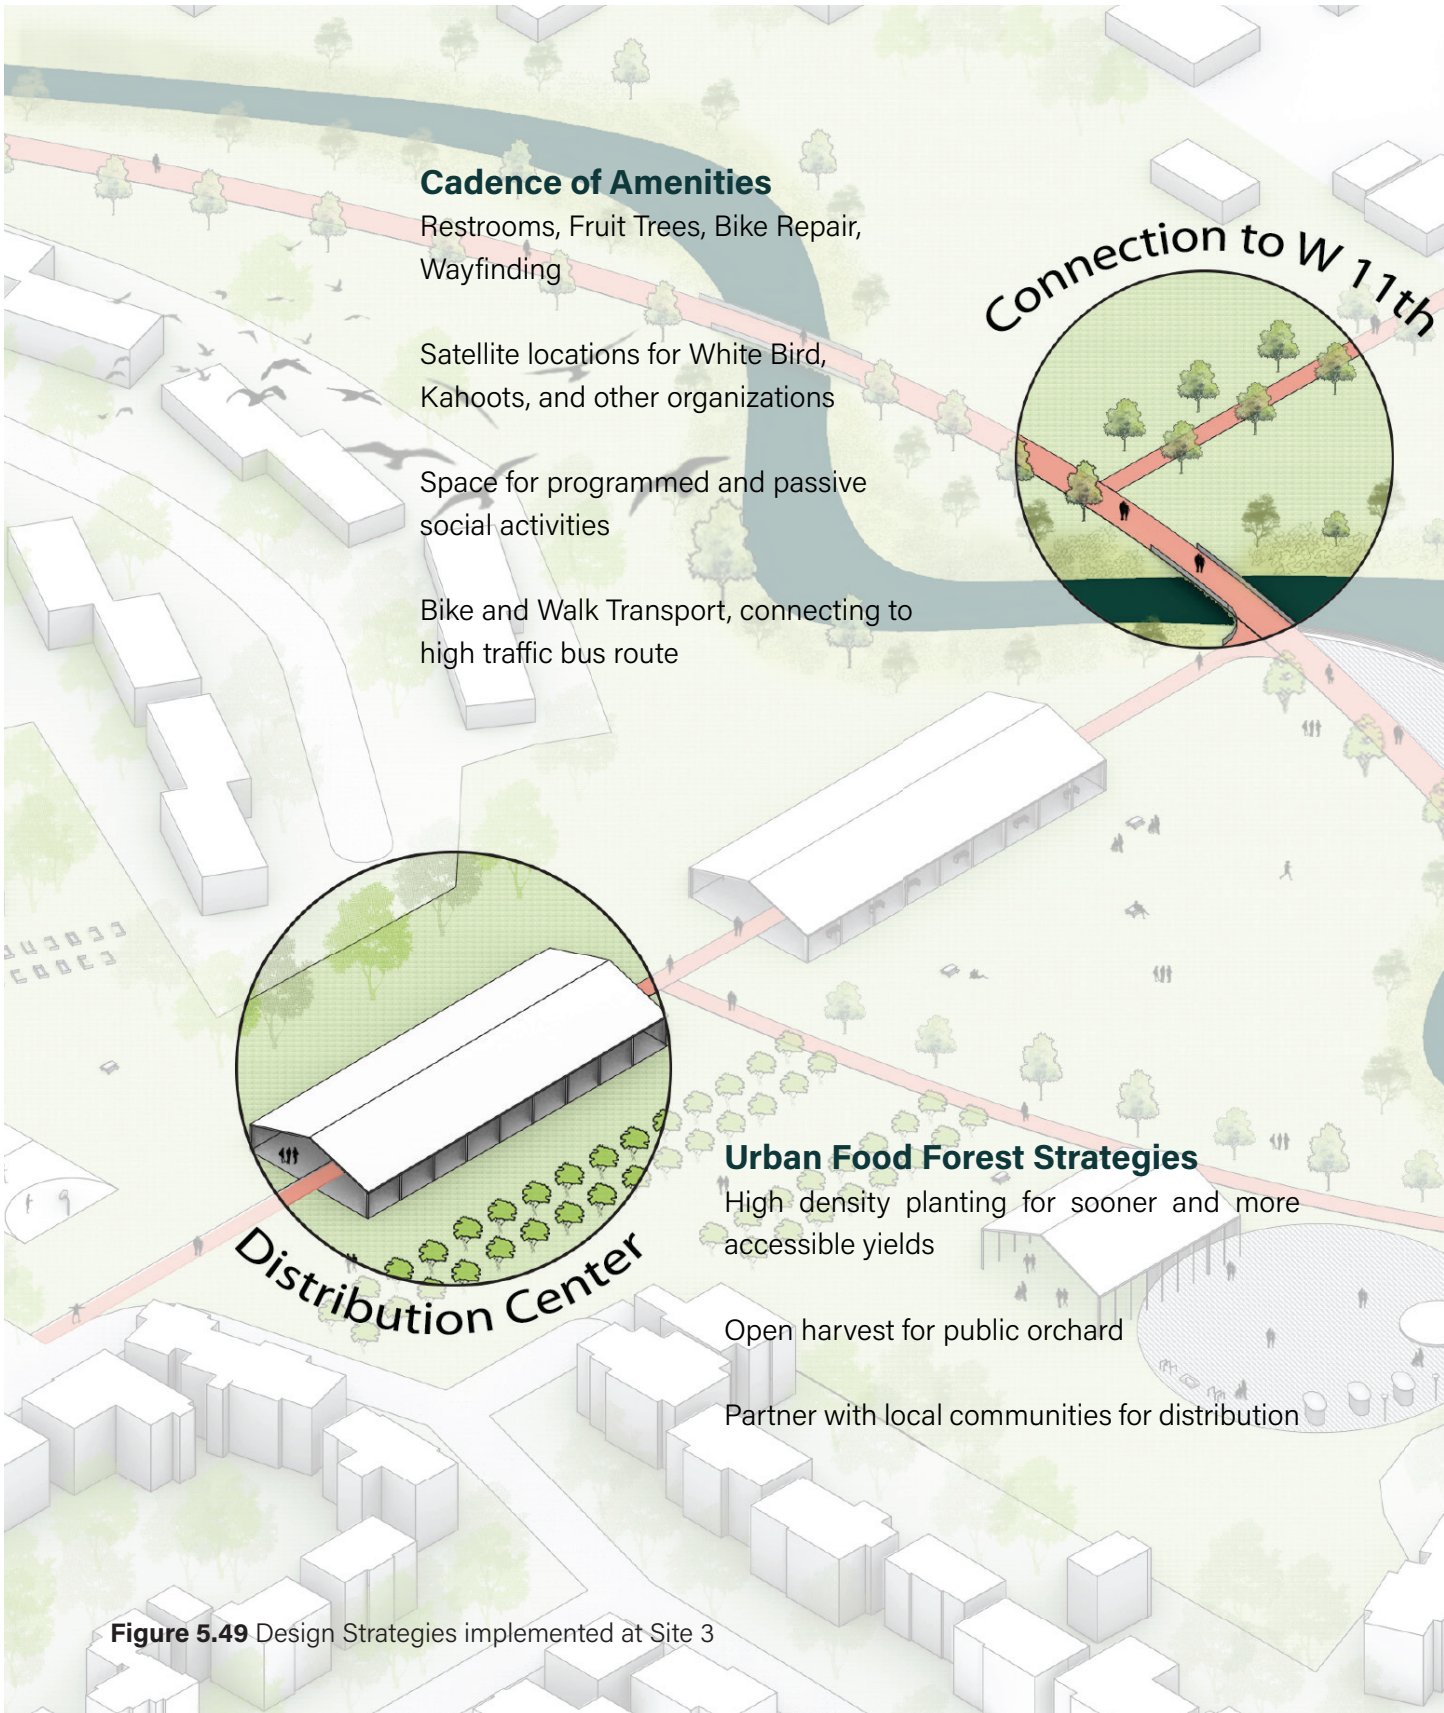 Cadence of Amenities
Restrooms, Fruit Trees, Bike Repair,
Wayfinding
Satellite locations for White Bird,
Kahoots, and other organizations
Space for programmed and passive
social activities
Bike and Walk Transport, connecting to
high traffic bus route
Connection to W 11th
Distribution Center
Urban Food Forest Strategies
High density planting for sooner and more
accessible yields
Open harvest for public orchard
Partner with local communities for distribution
Figure 5.49 Design Strategies implemented at Site 3